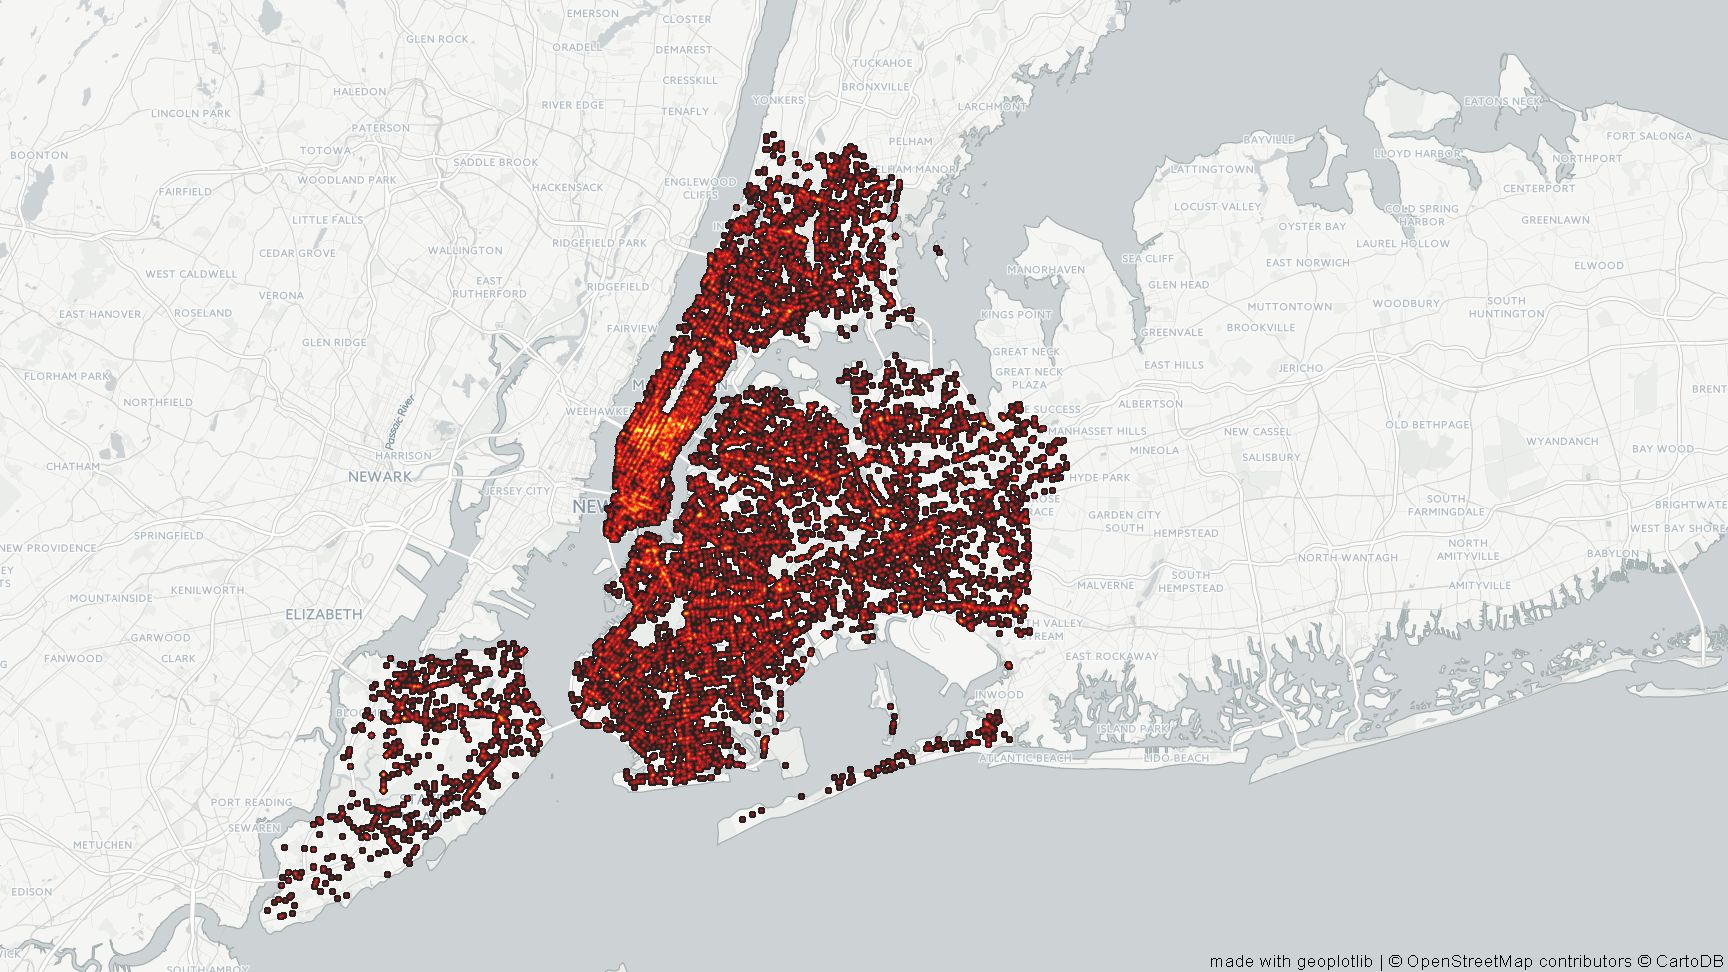 EMERSON
CLOSTER
GLEN ROCK
ORADELL
DEMAREST
TUCKAHOE
CRESSKILL
BRONXVILLE
HALEDON
YONKERS
EATONS NECK
RIVER EDGE
LARCHMONT
LINCOLN PARK
TENAFLY
PATERSON
FORT SALONGA
BAYVILLE
PELHAM
TOTOWA
BOONTON
LLOYD HARBOR
SADDLE BROOK
NORTHPORT
LATTINGTOWN
WOODLAND PARK
ENGLEWOOD
CLIFFS
HACKENSACK
CENTERPORT
FAIRFIELD
LOCUST VALLEY
COLD SPRING
HARBOR
LITTLE FALLS
GLENLAWN
OYSTER BAY
RIDGEFIELD PARK
LAUREL HOLLOW
WALLINGTON
CEDAR GROVE
SEA CLIFF
EAST NORWICH
ELWOOD
MANORHAVEN
WEST CALDWELL
EAST
RUTHERFORD
GLEN HEAD
RIDGEFIELD
VERONA
MUTTONTOWN
WOODBURY
SOUTH
HUNTINGTON
EAST HANOVER
ROSELAND
KINGS POINT
FAIRVIEW
GREENVALE
BROOKVILLE
GLEN RIDGE
GREAT NECK
EAST HILLS
JERICHO
FLORHAM PARK
GREAT NECK
PLAZA
BRENT
NORTHFIELD
ALBERTSON
WEEHAWKE
SUCCESS
Passaic River
OLD BETHPAGE
MANHASSET HILLS
NEW CASSEL
WYANDANCH
MINEOLA
BAY WOOD
HARRISON
SALISBURY
CHATHAM
NEWARK
HYDE PARK
JERSEY CITY
SOUTH
FARMINGDALE
BRIGHTWATE
NEW
GARDEN CITY
SOUTH
WEST BAY SHORE
SPRINGFIELD
HEMPSTEAD
NEW PROVIDENCE
NORTH
AMITYVILLE
BABYLON
NORTH WANTAGH
SOUTH
HEMPSTEAD
MALVERNE
AMITYVILLE
KENILWORTH
MOUNTAINSIDE
ELIZABETH
TH VALLEY
REAM
GARWOOD
FANWOOD
CLARK
EAST ROCKAWAY
INWOOD
ISLAND PARK
ATLANTIC BEACH
LIDO BEACH
PORT READING
SEWAREN
METUCHEN
EDISON
SOUTH AMBOY
made with geoplotlib | © OpenStreetMap contributors © CartoDB